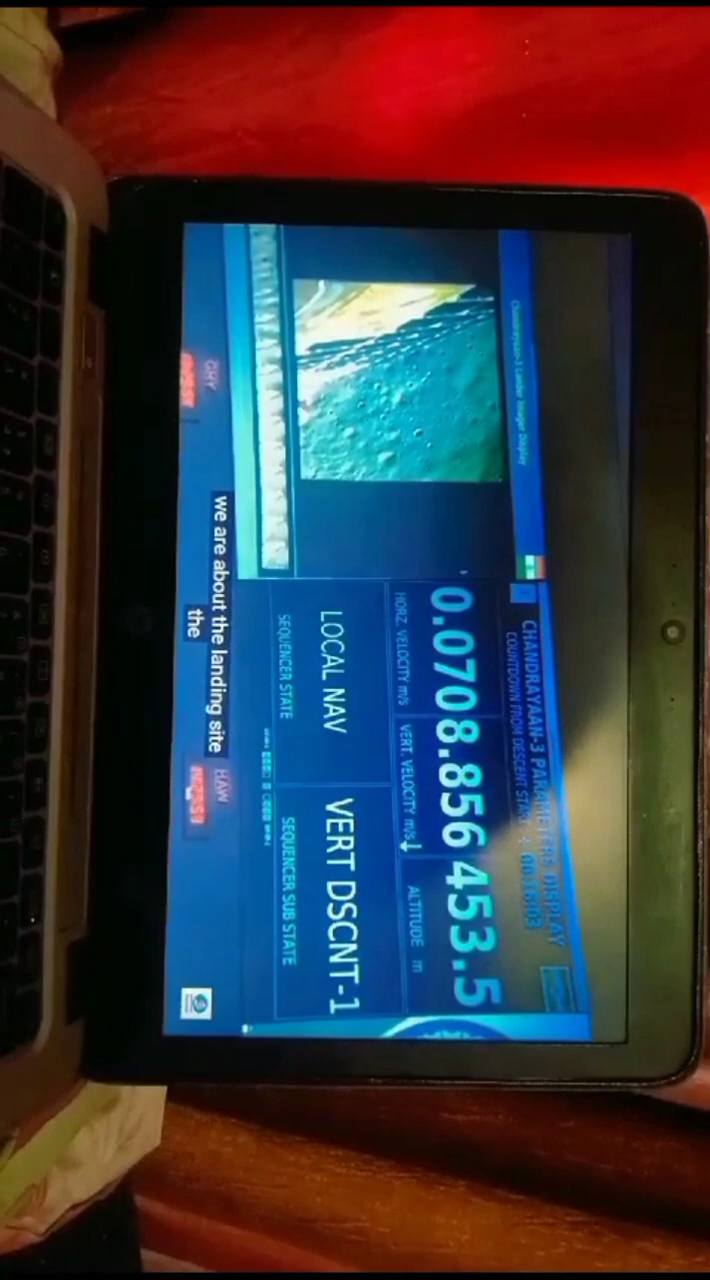 Chandrayaan-3 Lander Imager Display
CHANDRAYAAN-3 PARAMETERS DISPLAY
COUNTDOWN FROM DESCENT START
0.070 8.856 453.5
HORZ. VELOCITY m/s VERT. VELOCITY m/s↓ ALTITUDE m
LOCAL NAV VERT DSCNT-1
SEQUENCER STATE SEQUENCER SUB STATE
we are about the landing site
the
HAW